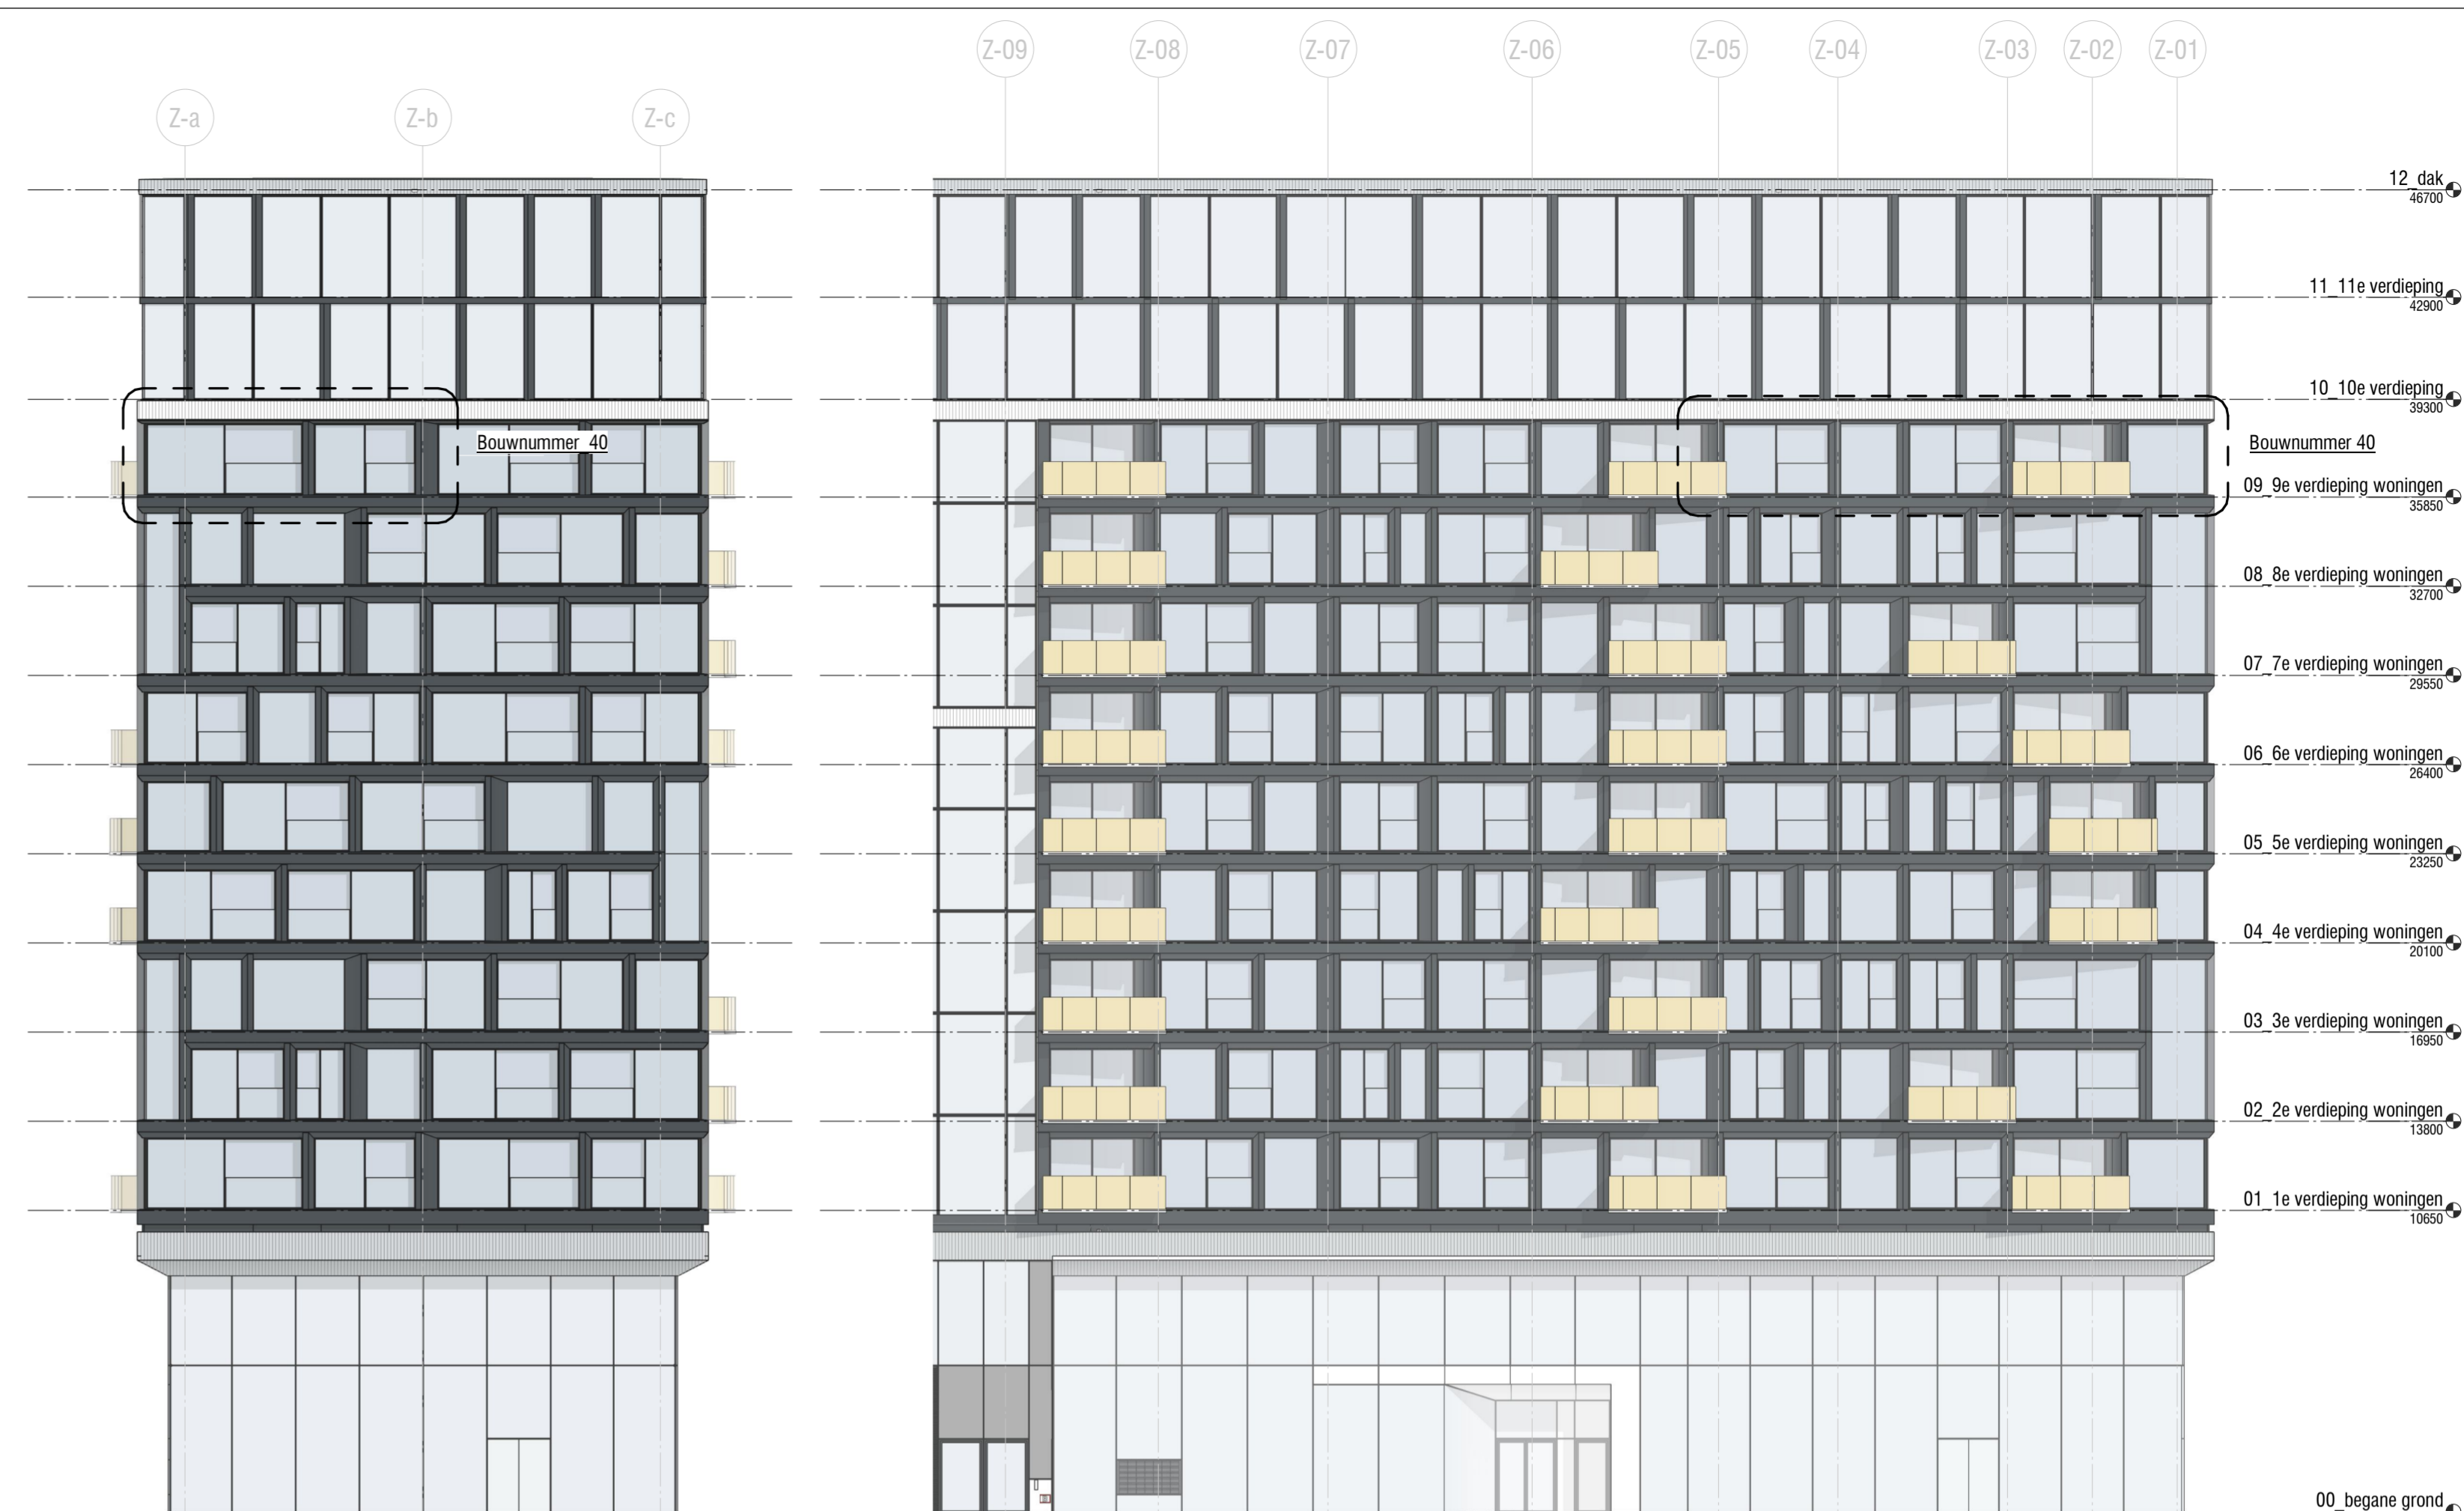 Z-09 Z-08 Z-07 Z-06 Z-05 Z-04 Z-03 Z-02 Z-01
Z-a Z-b Z-c
12_dak
46700
11_11e verdieping
42900
10_10e verdieping
39300
Bouwnummer 40
Bouwnummer 40
09_9e verdieping woningen
35850
08_8e verdieping woningen
32700
07_7e verdieping woningen
29550
06_6e verdieping woningen
26400
05_5e verdieping woningen
23250
04_4e verdieping woningen
20100
03_3e verdieping woningen
16950
02_2e verdieping woningen
13800
01_1e verdieping woningen
10650
00_begane grond